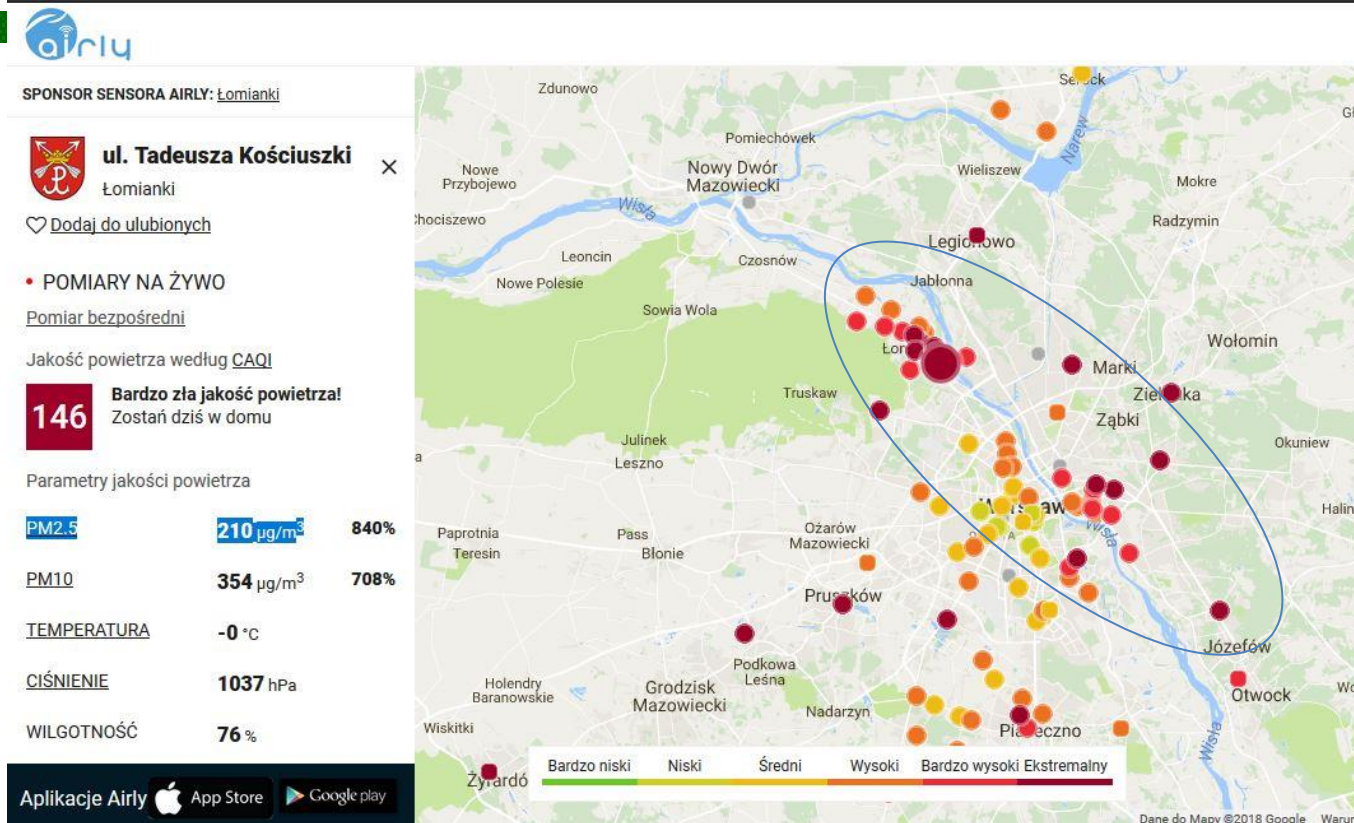 airly
SPONSOR SENSORA AIRLY: Łomianki
ul. Tadeusza Kościuszki
Łomianki
Dodaj do ulubionych
• POMIARY NA ŻYWO
Pomiar bezpośredni
Jakość powietrza według CAQI
146
Bardzo zła jakość powietrza!
Zostań dziś w domu
Parametry jakości powietrza
PM2.5 210 µg/m³ 840%
PM10 354 µg/m³ 708%
TEMPERATURA -0 °C
CIŚNIENIE 1037 hPa
WILGOTNOŚĆ 76 %
Aplikacje Airly App Store Google play
Zdunowo
Pomiechówek
Nowe
Przybojewo
Nowy Dwór
Mazowiecki
Wieliszew
Narew
Mokre
Wisła
Radzymin
Leoncin
Czosnów
Nowe Polesie
Jabłonna
Sowia Wola
Wołomin
Marki
Truskaw
Ząbki
Julinek
Okuniew
Leszno
Paprotnia
Teresin
Pass
Błonie
Ożarów
Mazowiecki
Wisła
Józefów
Podkowa
Leśna
Holendry
Baranowskie
Grodzisk
Mazowiecki
Otwock
Nadarzyn
Wiskitki
Wisła
Bardzo niski Niski Średni Wysoki Bardzo wysoki Ekstremalny
Dane do Mapy ©2018 Google